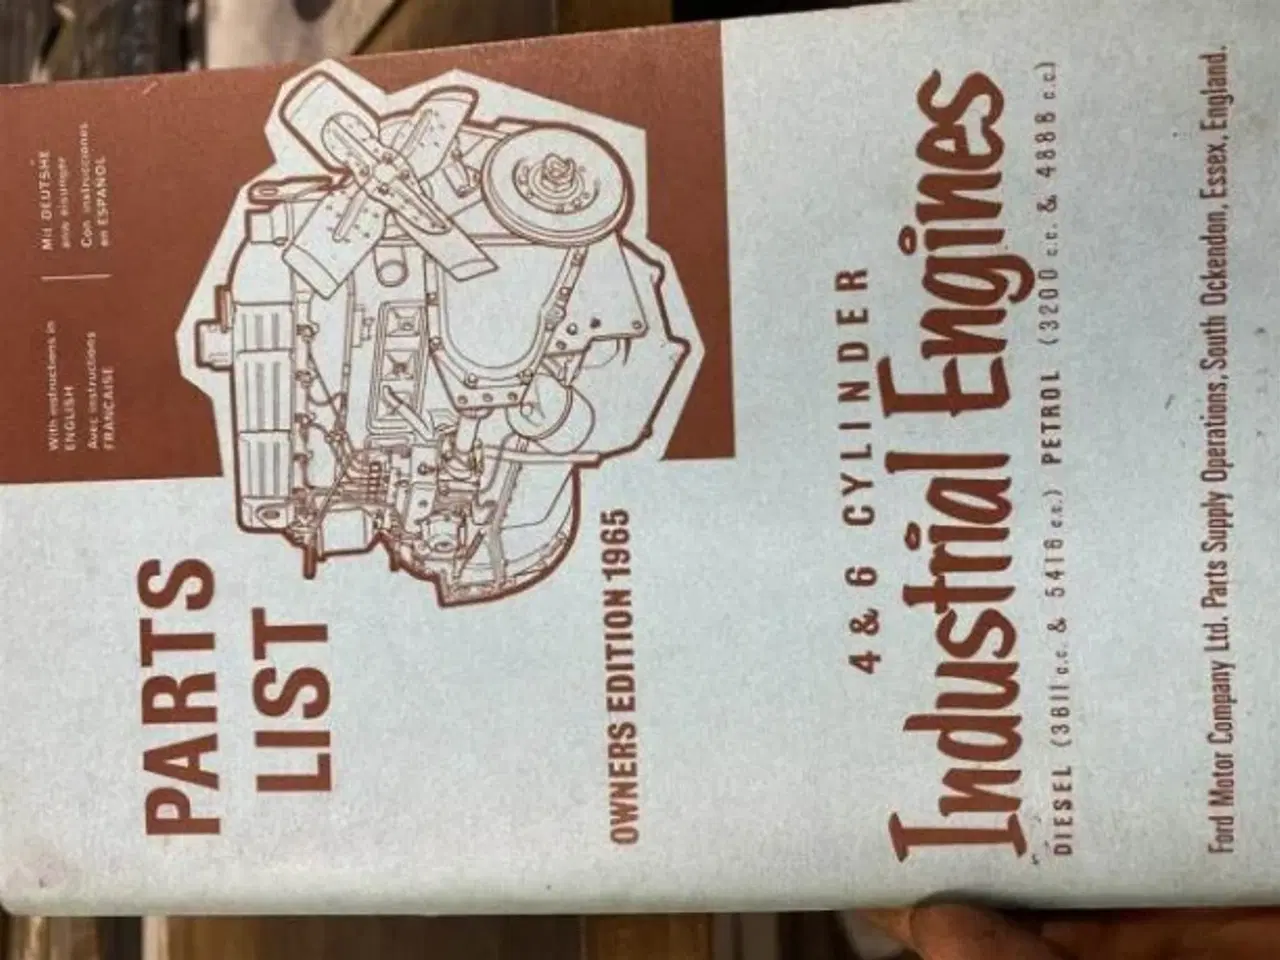 With instructions in
ENGLISH
Avec instructions
FRANCAISE
Mit DEUTSHE
anweisungen
Con instrucciones
en ESPAÑOL
PARTS
LIST
OWNERS EDITION 1965
4 & 6 CYLINDER
Industrial Engines
DIESEL (3611 c.c. & 5416 c.c.) PETROL (3200 c.c. & 4888 c.c.)
Ford Motor Company Ltd. Parts Supply Operations, South Ockendon, Essex, England.